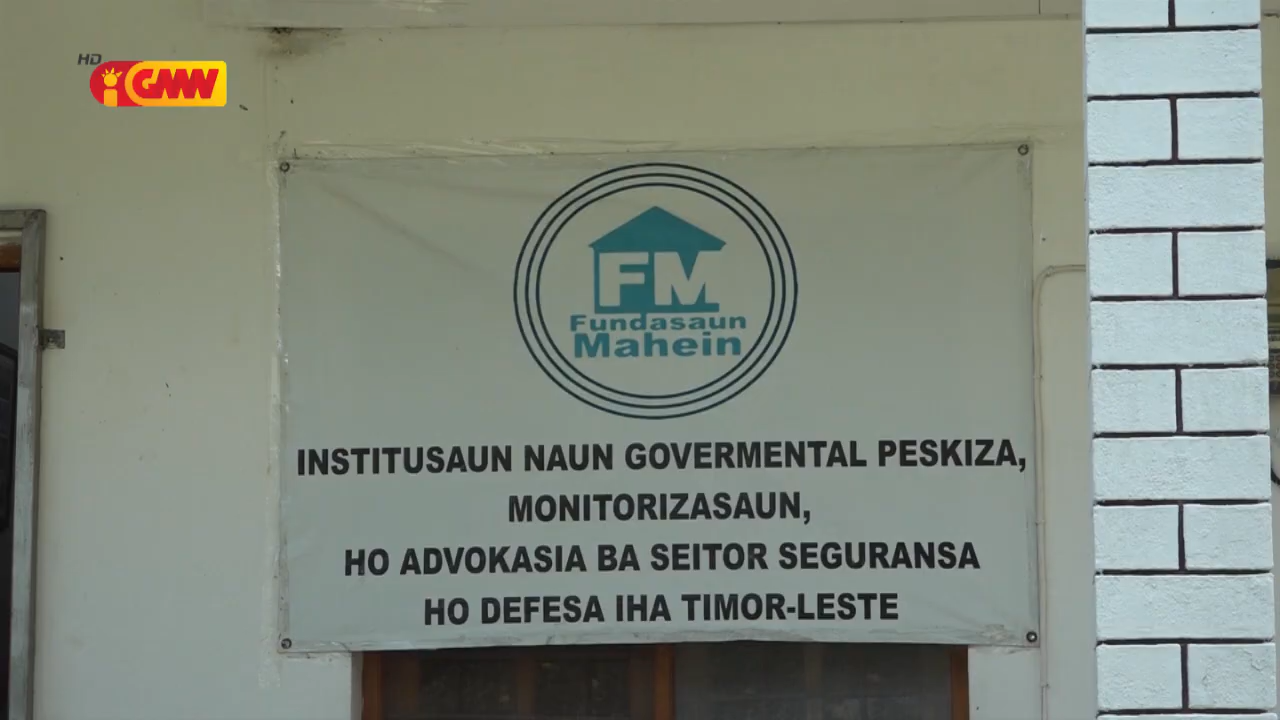 HD
GMN
FM
Fundasaun
Mahein
INSTITUSAUN NAUN GOVERMENTAL PESKIZA,
MONITORIZASAUN,
HO ADVOKASIA BA SEITOR SEGURANSA
HO DEFESA IHA TIMOR-LESTE